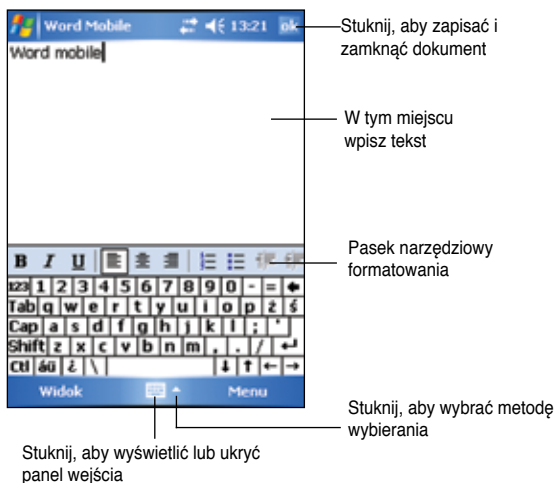 Word Mobile 13:21 ok
Stuknij, aby zapisać i
zamknąć dokument
Word mobile
W tym miejscu
wpisz tekst
Pasek narzędziowy
formatowania
B I U
123 1 2 3 4 5 6 7 8 9 0 - =
Tab q w e r t y u i o p ż ś
Cap a s d f g h j k l ; '
Shift z x c v b n m , . /
Ctl áü ¿ \
Widok Menu
Stuknij, aby wybrać metodę
wybierania
Stuknij, aby wyświetlić lub ukryć
panel wejścia